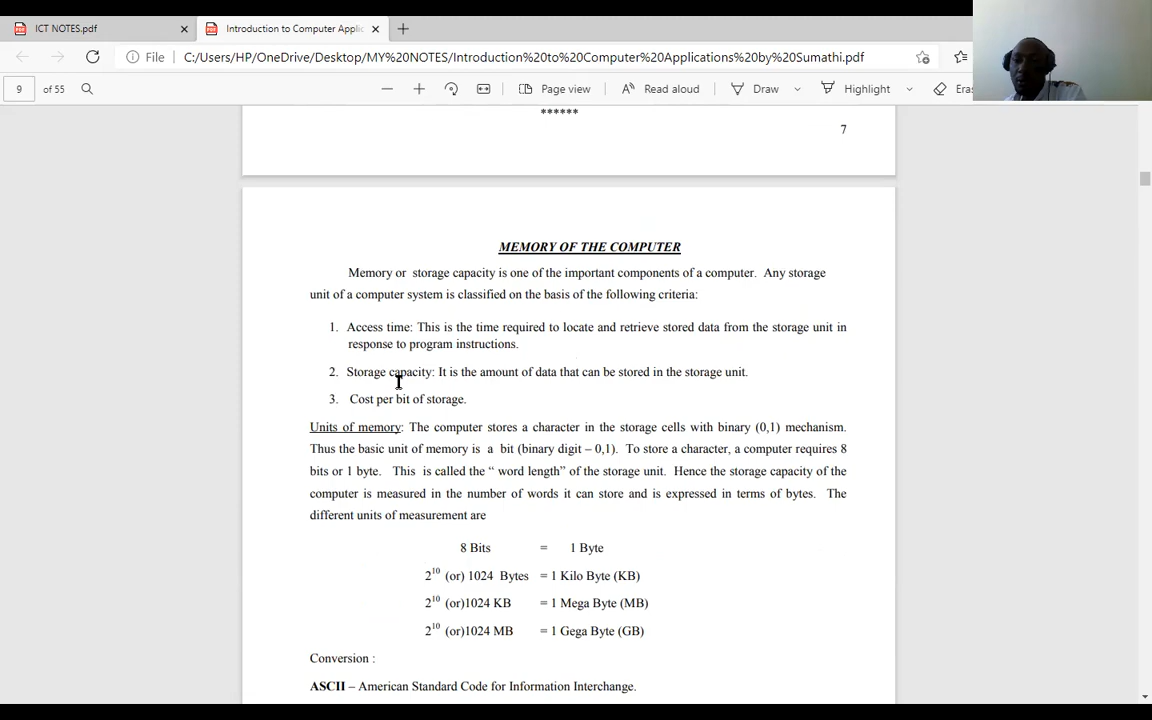 ICT NOTES.pdf
Introduction to Computer Applic
File
C:/Users/HP/OneDrive/Desktop/MY%20NOTES/Introduction%20to%20Computer%20Applications%20by%20Sumathi.pdf
9 of 55
Page view
Read aloud
Draw
Highlight
Eras
******
7
MEMORY OF THE COMPUTER
Memory or storage capacity is one of the important components of a computer. Any storage
unit of a computer system is classified on the basis of the following criteria:
1. Access time: This is the time required to locate and retrieve stored data from the storage unit in
response to program instructions.
2. Storage capacity: It is the amount of data that can be stored in the storage unit.
3. Cost per bit of storage.
Units of memory: The computer stores a character in the storage cells with binary (0,1) mechanism.
Thus the basic unit of memory is a bit (binary digit – 0,1). To store a character, a computer requires 8
bits or 1 byte. This is called the “ word length” of the storage unit. Hence the storage capacity of the
computer is measured in the number of words it can store and is expressed in terms of bytes. The
different units of measurement are
8 Bits = 1 Byte
2^10 (or) 1024 Bytes = 1 Kilo Byte (KB)
2^10 (or)1024 KB = 1 Mega Byte (MB)
2^10 (or)1024 MB = 1 Gega Byte (GB)
Conversion :
ASCII – American Standard Code for Information Interchange.